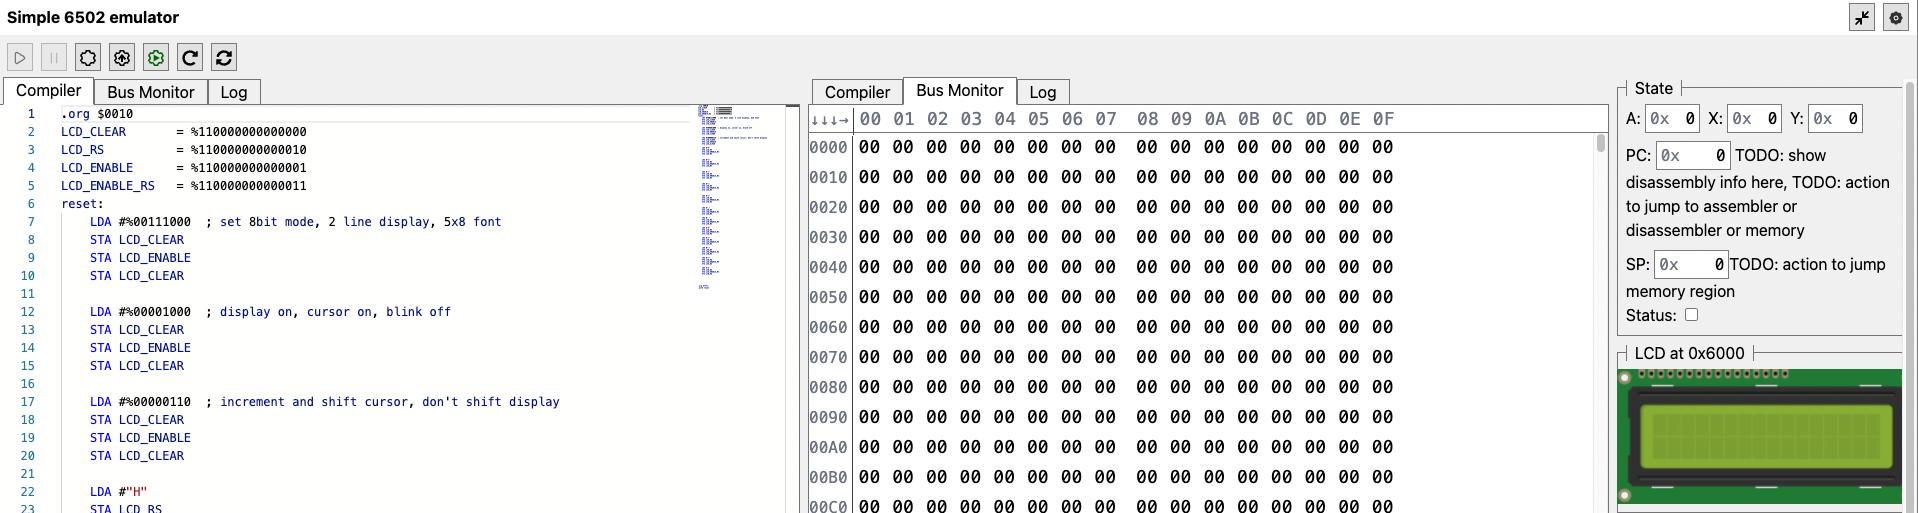 Simple 6502 emulator
Compiler Bus Monitor Log
1 .org $0010
2 LCD_CLEAR = %110000000000000
3 LCD_RS = %110000000000010
4 LCD_ENABLE = %110000000000001
5 LCD_ENABLE_RS = %110000000000011
6 reset:
7 LDA #%00111000 ; set 8bit mode, 2 line display, 5x8 font
8 STA LCD_CLEAR
9 STA LCD_ENABLE
10 STA LCD_CLEAR
11
12 LDA #%00001000 ; display on, cursor on, blink off
13 STA LCD_CLEAR
14 STA LCD_ENABLE
15 STA LCD_CLEAR
16
17 LDA #%00000110 ; increment and shift cursor, don't shift display
18 STA LCD_CLEAR
19 STA LCD_ENABLE
20 STA LCD_CLEAR
21
22 LDA #"H"
23 STA LCD_RS
Compiler Bus Monitor Log
↓↓↓→ 00 01 02 03 04 05 06 07 08 09 0A 0B 0C 0D 0E 0F
0000 00 00 00 00 00 00 00 00 00 00 00 00 00 00 00 00
0010 00 00 00 00 00 00 00 00 00 00 00 00 00 00 00 00
0020 00 00 00 00 00 00 00 00 00 00 00 00 00 00 00 00
0030 00 00 00 00 00 00 00 00 00 00 00 00 00 00 00 00
0040 00 00 00 00 00 00 00 00 00 00 00 00 00 00 00 00
0050 00 00 00 00 00 00 00 00 00 00 00 00 00 00 00 00
0060 00 00 00 00 00 00 00 00 00 00 00 00 00 00 00 00
0070 00 00 00 00 00 00 00 00 00 00 00 00 00 00 00 00
0080 00 00 00 00 00 00 00 00 00 00 00 00 00 00 00 00
0090 00 00 00 00 00 00 00 00 00 00 00 00 00 00 00 00
00A0 00 00 00 00 00 00 00 00 00 00 00 00 00 00 00 00
00B0 00 00 00 00 00 00 00 00 00 00 00 00 00 00 00 00
00C0 00 00 00 00 00 00 00 00 00 00 00 00 00 00 00 00
State
A: 0x 0 X: 0x 0 Y: 0x 0
PC: 0x 0 TODO: show
disassembly info here, TODO: action
to jump to assembler or
disassembler or memory
SP: 0x 0 TODO: action to jump
memory region
Status:
LCD at 0x6000